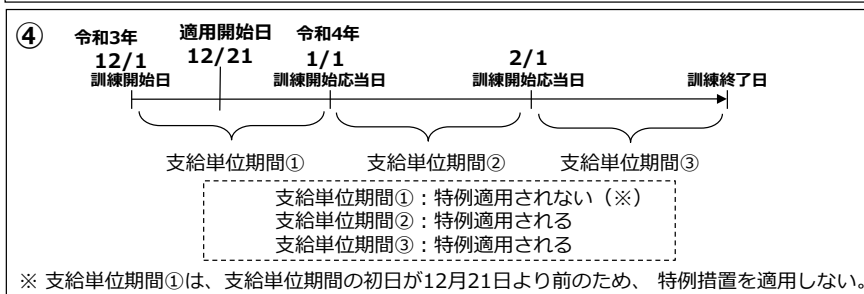 ④
令和3年 適用開始日 令和4年
12/1 12/21 1/1 2/1
訓練開始日 訓練開始応当日 訓練開始応当日 訓練終了日
支給単位期間① 支給単位期間② 支給単位期間③
支給単位期間①：特例適用されない（※）
支給単位期間②：特例適用される
支給単位期間③：特例適用される
※ 支給単位期間①は、支給単位期間の初日が12月21日より前のため、 特例措置を適用しない。